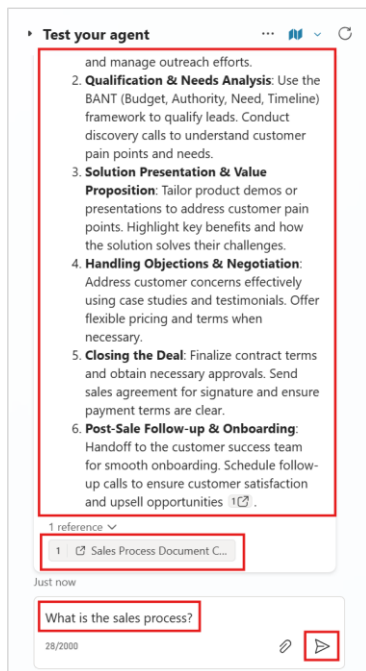 Test your agent
and manage outreach efforts.
2. Qualification & Needs Analysis: Use the
BANT (Budget, Authority, Need, Timeline)
framework to qualify leads. Conduct
discovery calls to understand customer
pain points and needs.
3. Solution Presentation & Value
Proposition: Tailor product demos or
presentations to address customer pain
points. Highlight key benefits and how
the solution solves their challenges.
4. Handling Objections & Negotiation:
Address customer concerns effectively
using case studies and testimonials. Offer
flexible pricing and terms when
necessary.
5. Closing the Deal: Finalize contract terms
and obtain necessary approvals. Send
sales agreement for signature and ensure
payment terms are clear.
6. Post-Sale Follow-up & Onboarding:
Handoff to the customer success team
for smooth onboarding. Schedule follow-
up calls to ensure customer satisfaction
and upsell opportunities 1 .
1 reference
1 Sales Process Document C...
Just now
What is the sales process?
28/2000